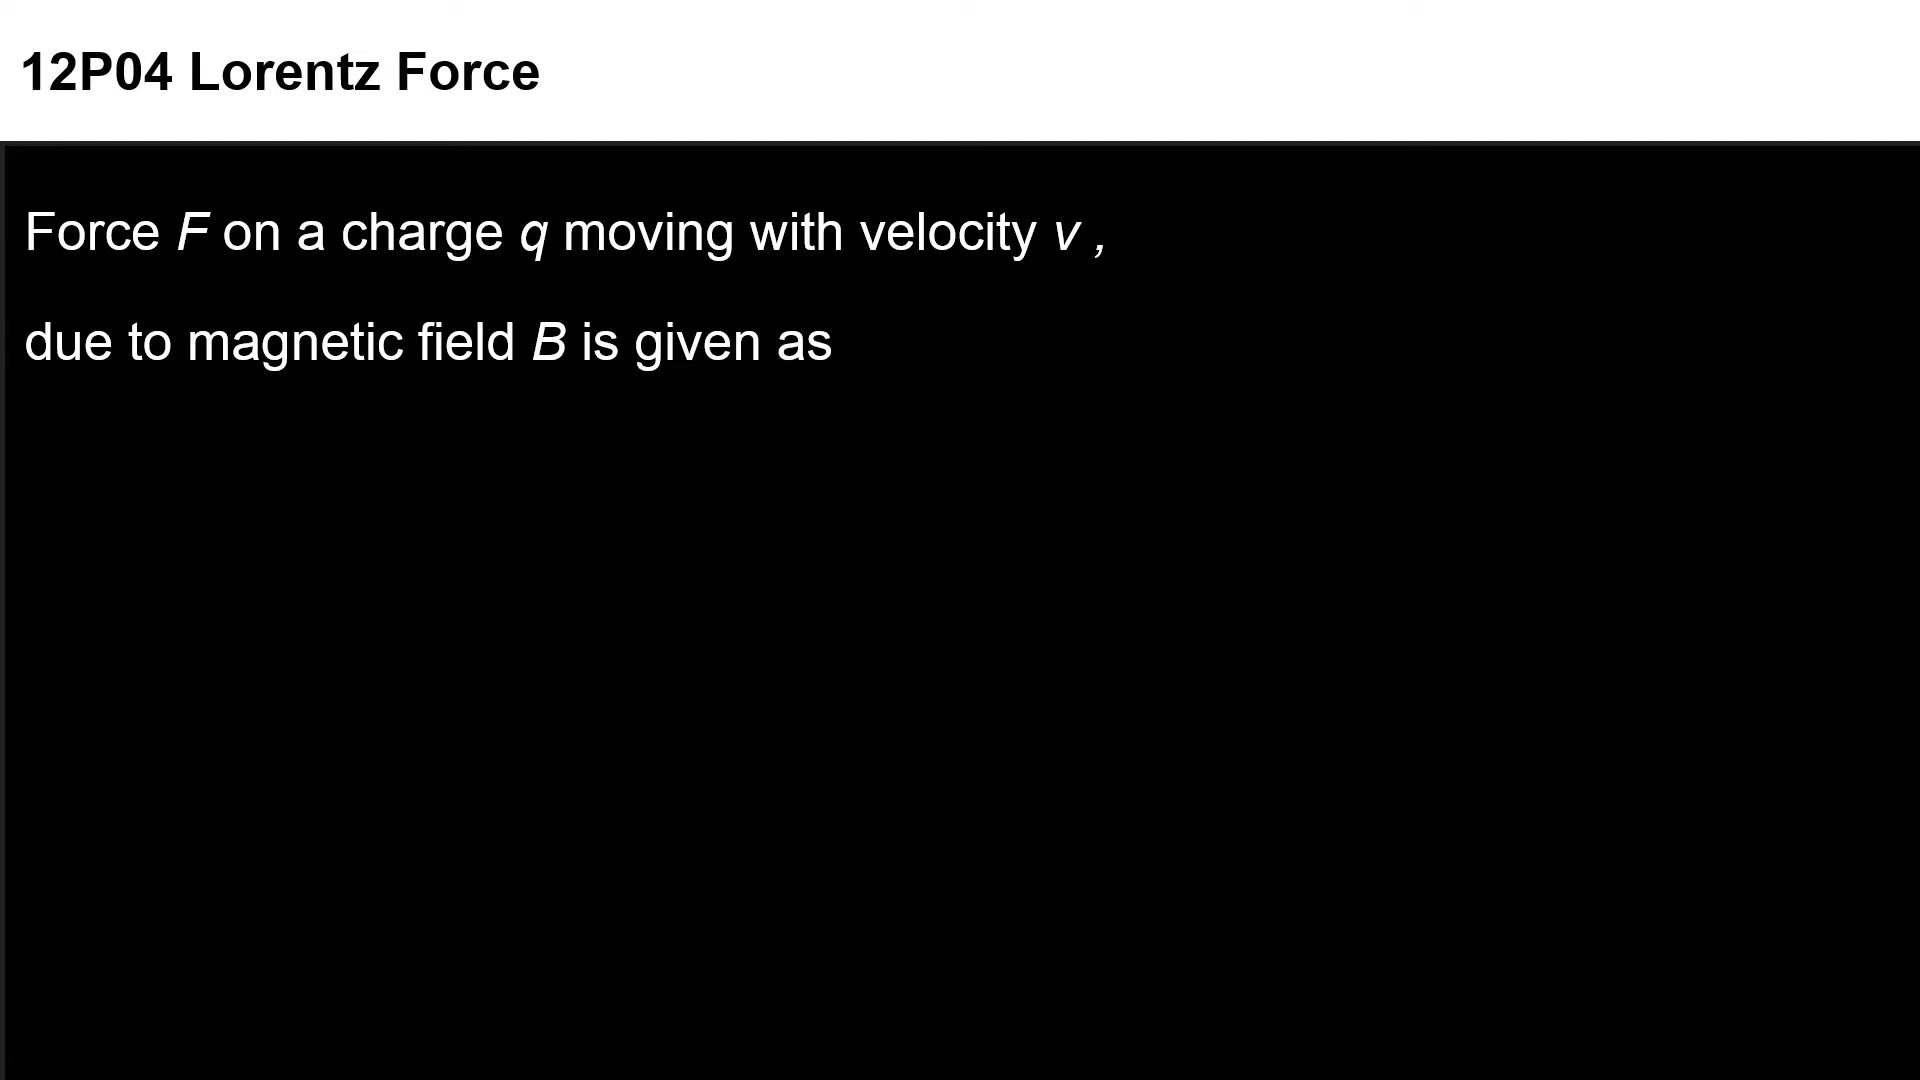 12P04 Lorentz Force
Force F on a charge q moving with velocity v ,
due to magnetic field B is given as